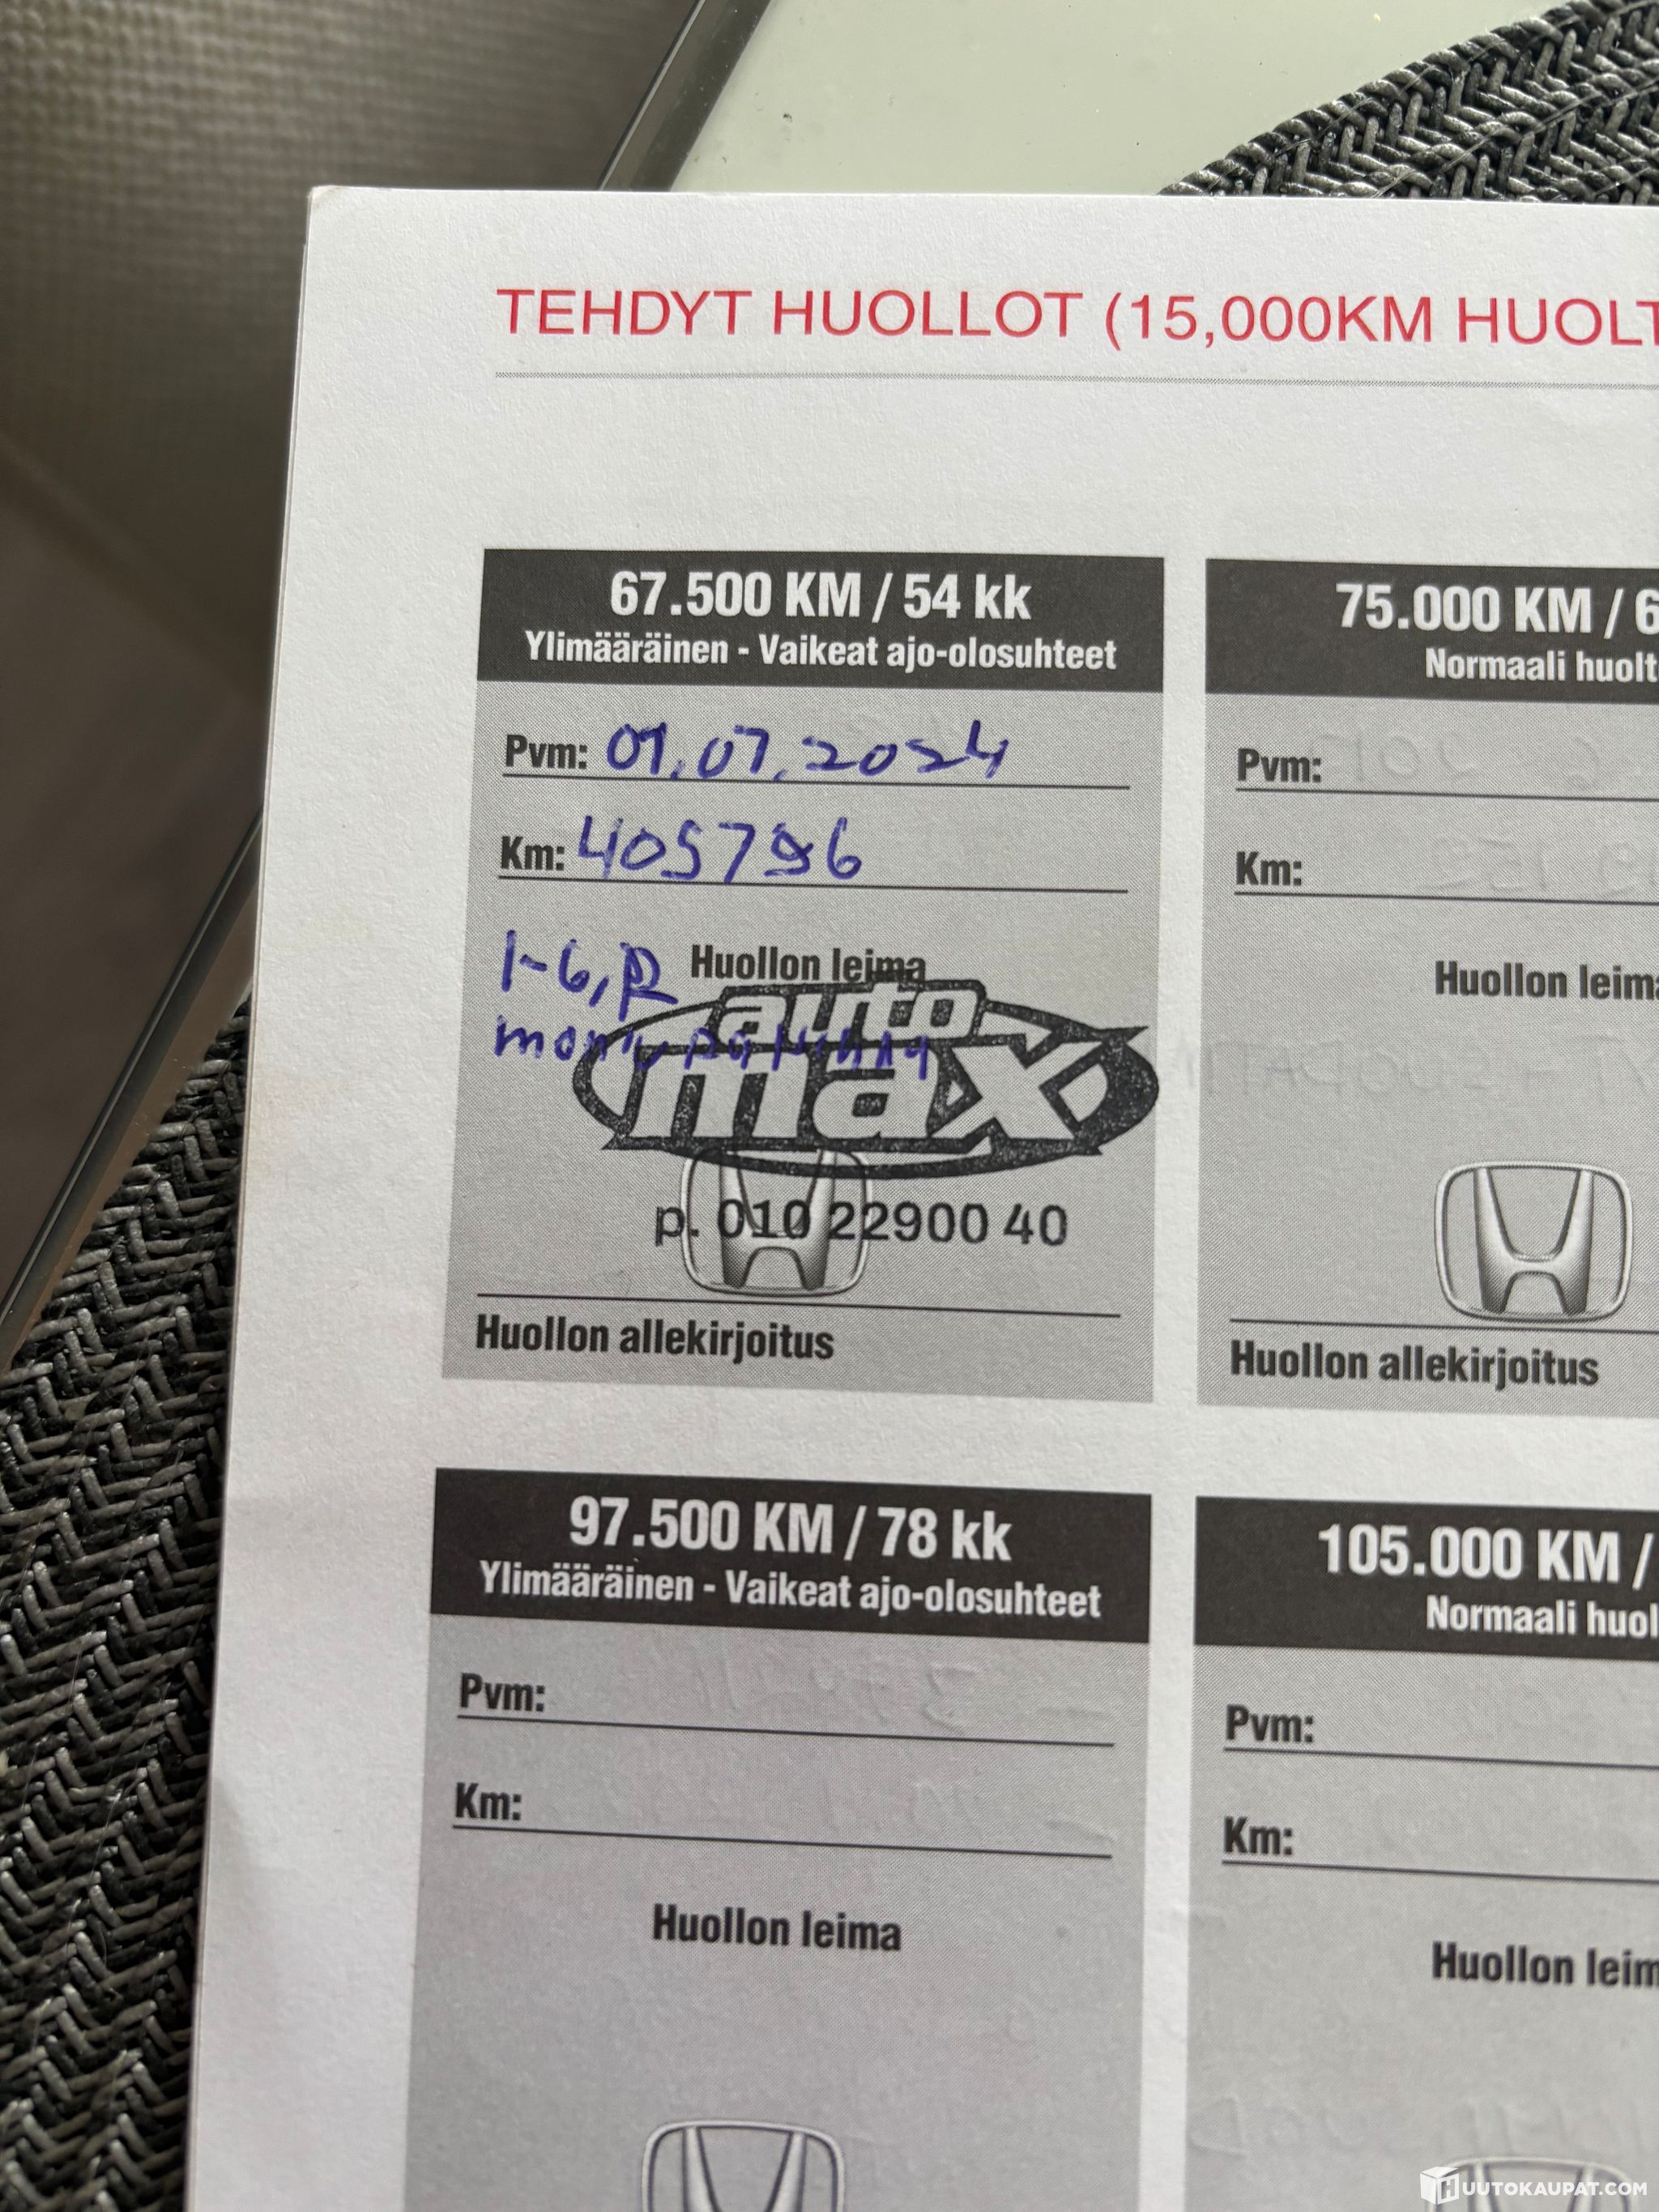 TEHDYT HUOLLOT (15,000KM HUOLT
67.500 KM / 54 kk
Ylimääräinen - Vaikeat ajo-olosuhteet
Pvm: 01.07.2024
Km: 405796
1-6, R Huollon leima
auto
max
p. 010 22900 40
Huollon allekirjoitus
75.000 KM / 6
Normaali huolt
Pvm:
Km:
Huollon leima
Huollon allekirjoitus
97.500 KM / 78 kk
Ylimääräinen - Vaikeat ajo-olosuhteet
Pvm:
Km:
Huollon leima
105.000 KM /
Normaali huol
Pvm:
Km:
Huollon leim
HUUTOKAUPAT.COM